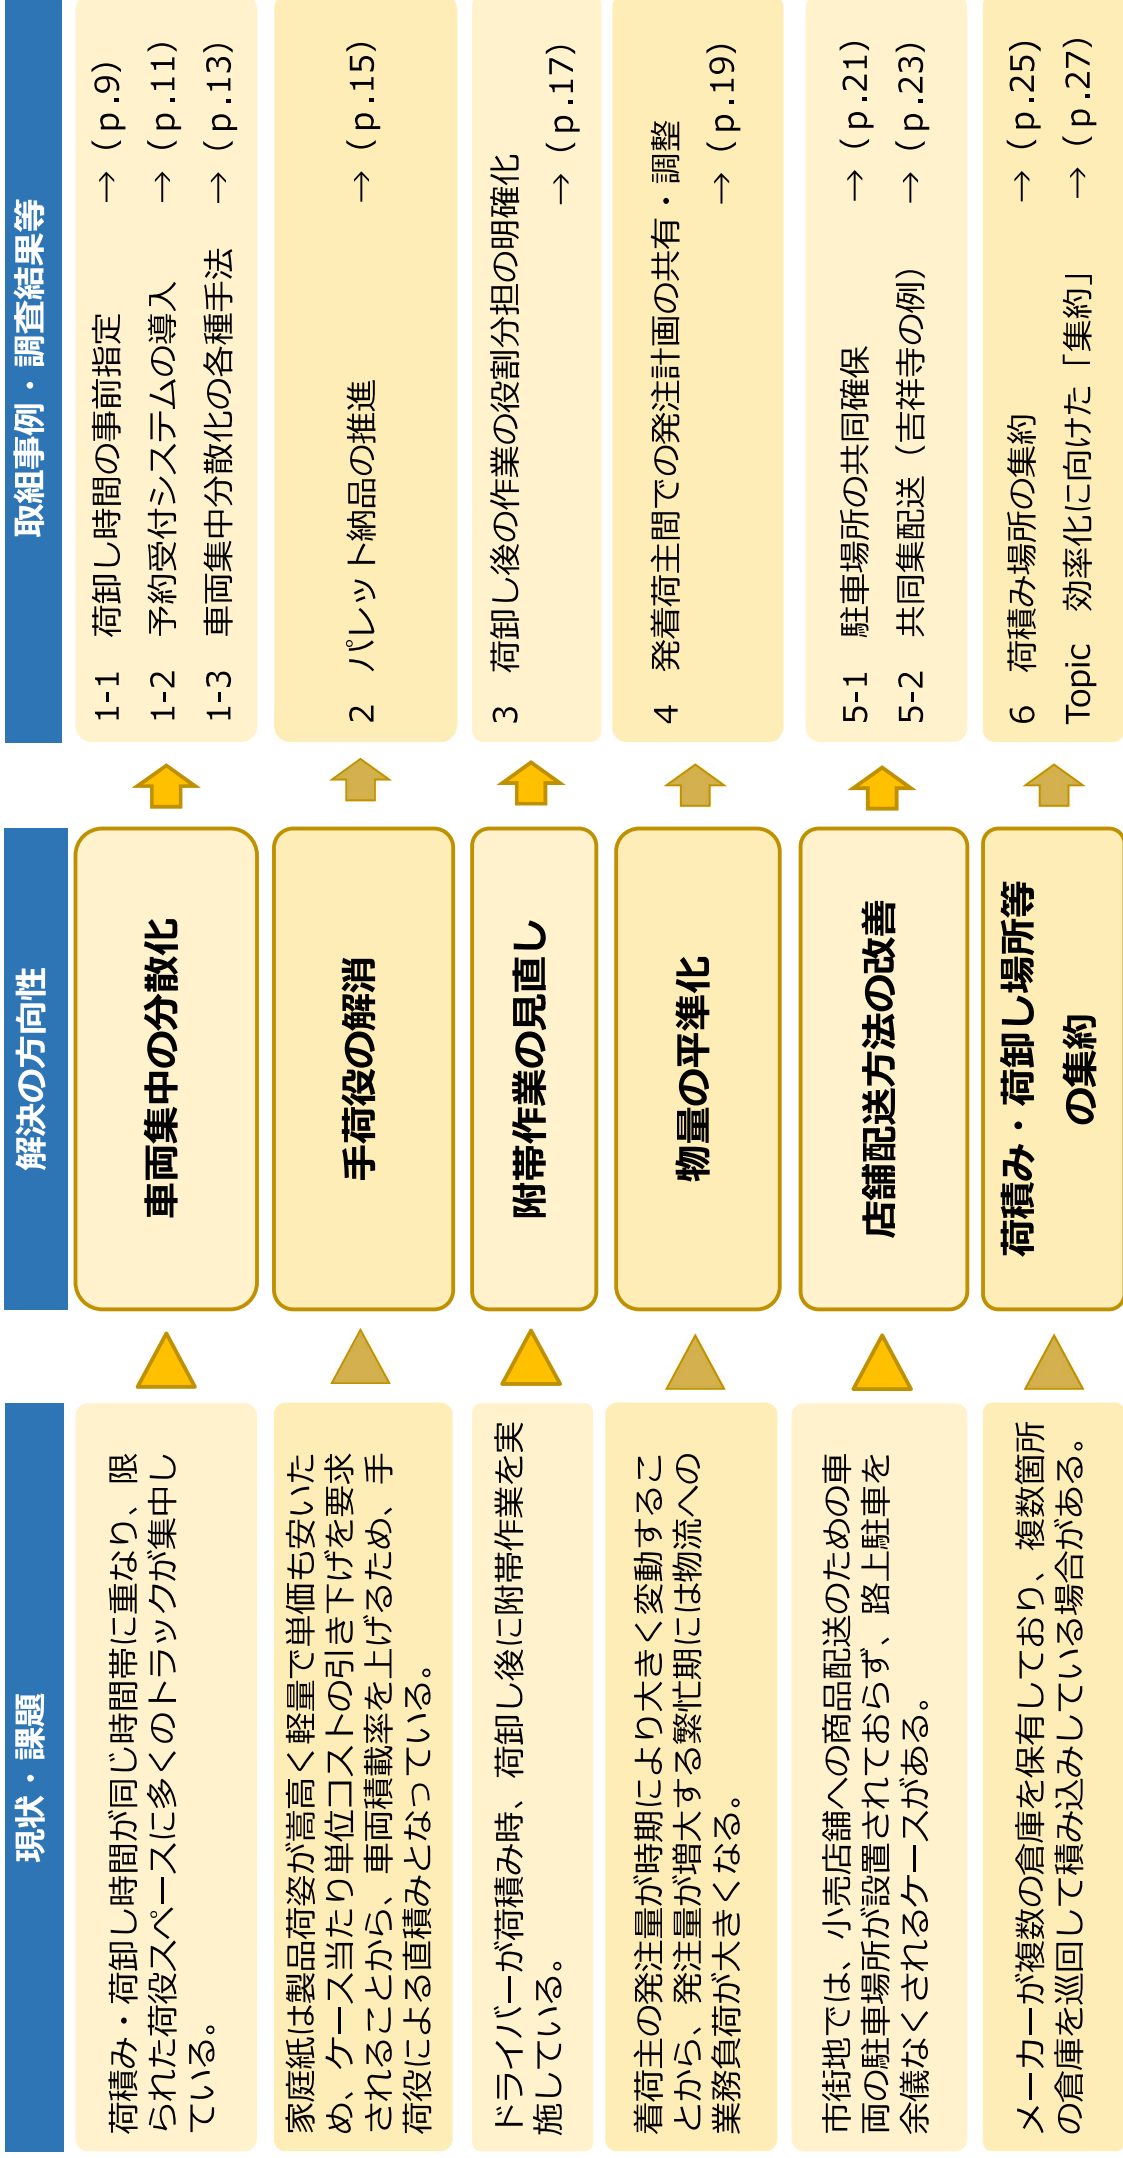 現状・課題
解決の方向性
取組事例・調査結果等
荷積み・荷卸し時間が同じ時間帯に重なり、限
られた荷役スペースに多くのトラックが集中し
ている。
車両集中の分散化
1-1 荷卸し時間の事前指定 → (p.9)
1-2 予約受付システムの導入 → (p.11)
1-3 車両集中分散化の各種手法 → (p.13)
家庭紙は製品荷姿が嵩高く軽量で単価も安いた
め、ケース当たり単位コストの引き下げを要求
されることから、車両積載率を上げるため、手
荷役による直積みとなっている。
手荷役の解消
2 パレット納品の推進 → (p.15)
ドライバーが荷積み時、荷卸し後に附帯作業を実
施している。
附帯作業の見直し
3 荷卸し後の作業の役割分担の明確化
→ (p.17)
着荷主の発注量が時期により大きく変動するこ
とから、発注量が増大する繁忙期には物流への
業務負荷が大きくなる。
物量の平準化
4 発着荷主間での発注計画の共有・調整
→ (p.19)
市街地では、小売店舗への商品配送のための車
両の駐車場所が設置されておらず、路上駐車を
余儀なくされるケースがある。
店舗配送方法の改善
5-1 駐車場所の共同確保 → (p.21)
5-2 共同集配送（吉祥寺の例） → (p.23)
メーカーが複数の倉庫を保有しており、複数箇所
の倉庫を巡回して積み込みしている場合がある。
荷積み・荷卸し場所等
の集約
6 荷積み場所の集約 → (p.25)
Topic 効率化に向けた「集約」 → (p.27)